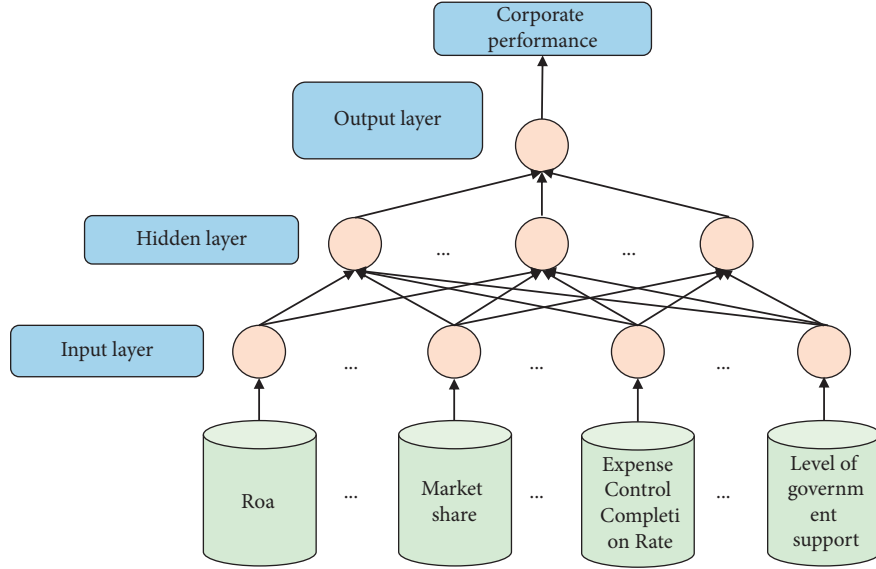 Corporate
performance
Output layer
Hidden layer
... ...
Input layer
... ... ...
Roa
...
Market
share
...
Expense
Control
Completi
on Rate
...
Level of
governm
ent
support